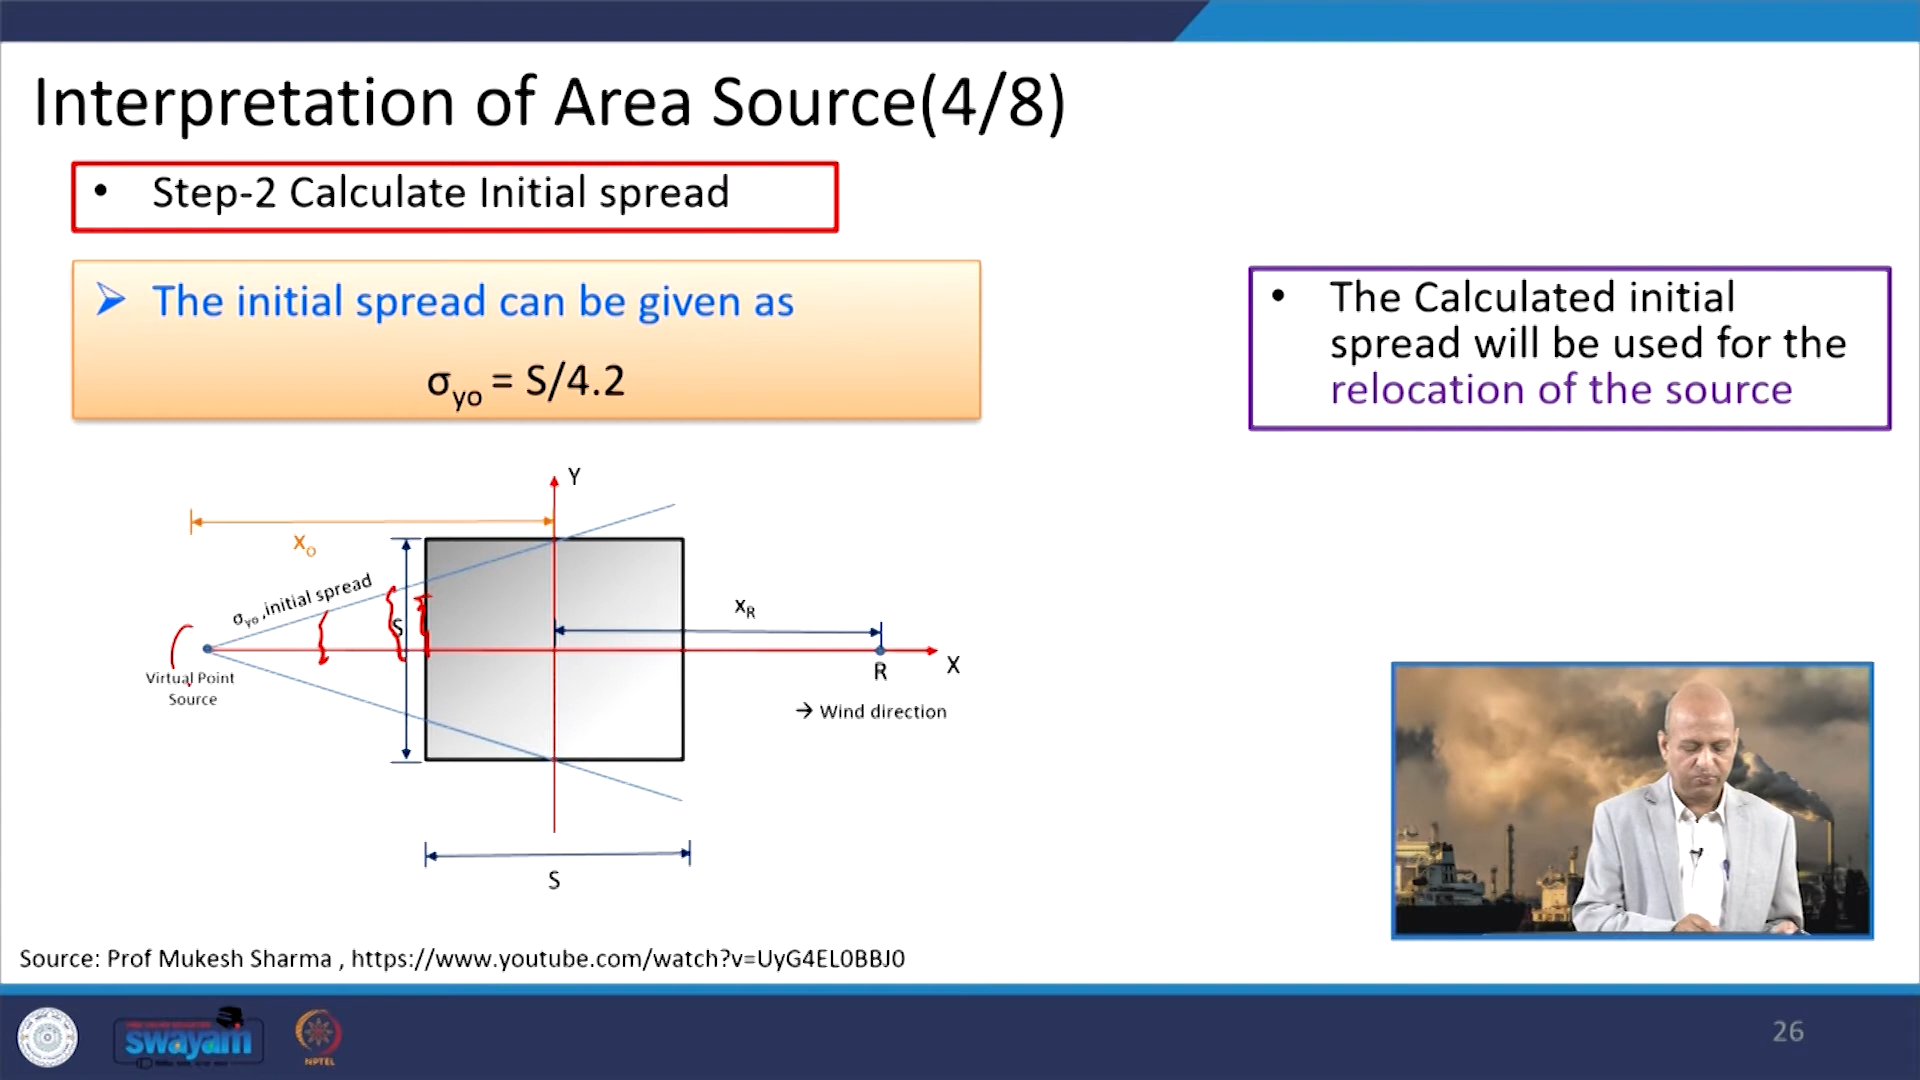 Interpretation of Area Source(4/8)
• Step-2 Calculate Initial spread
➢ The initial spread can be given as
σyo = S/4.2
• The Calculated initial
spread will be used for the
relocation of the source
Y
xo
σyo ,initial spread
S
xR
Virtual Point
Source
R
X
→ Wind direction
S
Source: Prof Mukesh Sharma , https://www.youtube.com/watch?v=UyG4EL0BBJ0
swayam
NPTEL
26